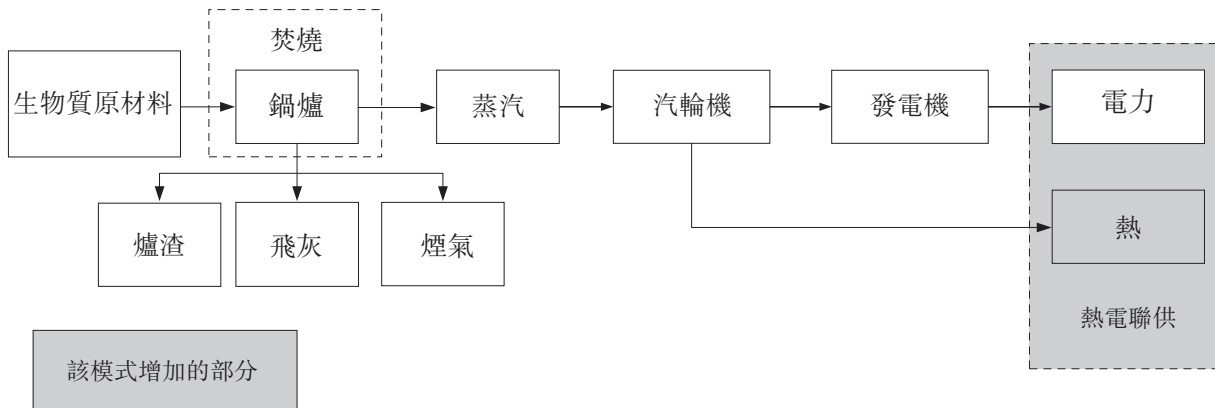 焚燒
生物質原材料
鍋爐
蒸汽
汽輪機
發電機
電力
爐渣
飛灰
煙氣
熱
熱電聯供
該模式增加的部分